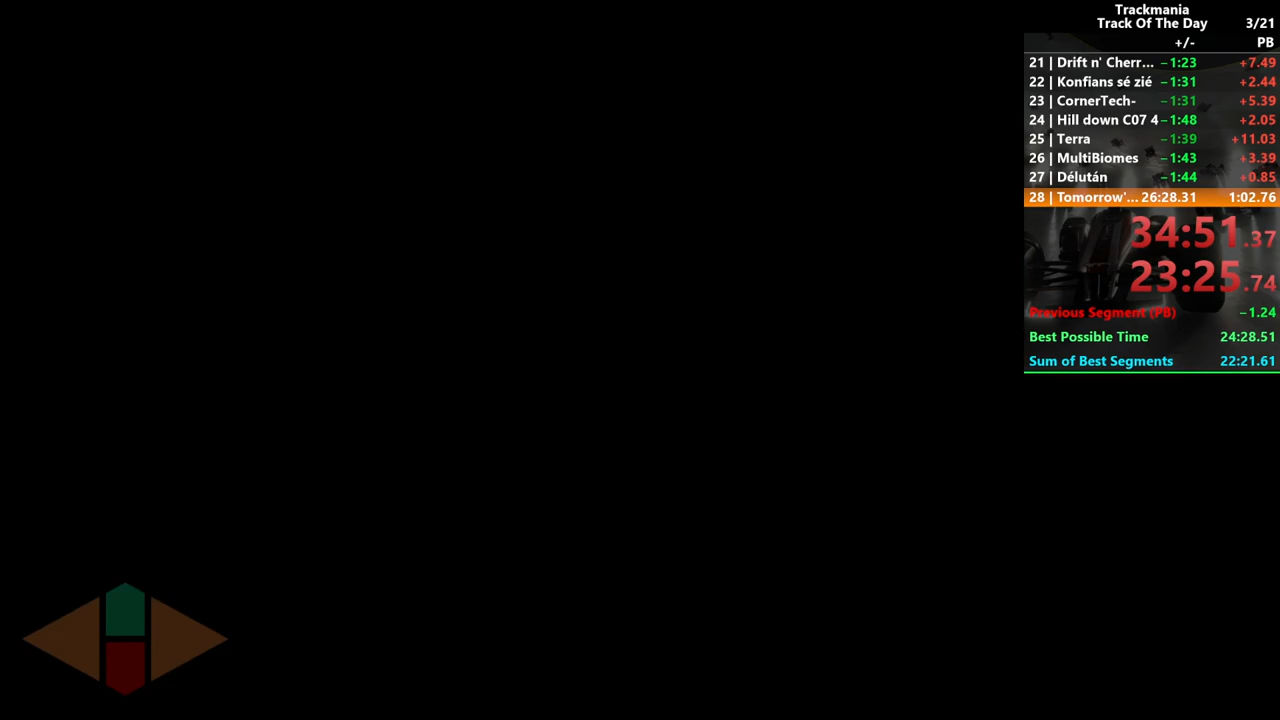 Trackmania
Track Of The Day 3/21
+/- PB
21 | Drift n' Cherr... −1:23 +7.49
22 | Konfians sé zié −1:31 +2.44
23 | CornerTech- −1:31 +5.39
24 | Hill down C07 4 −1:48 +2.05
25 | Terra −1:39 +11.03
26 | MultiBiomes −1:43 +3.39
27 | Délután −1:44 +0.85
28 | Tomorrow'... 26:28.31 1:02.76
34:51.37
23:25.74
Previous Segment (PB) −1.24
Best Possible Time 24:28.51
Sum of Best Segments 22:21.61